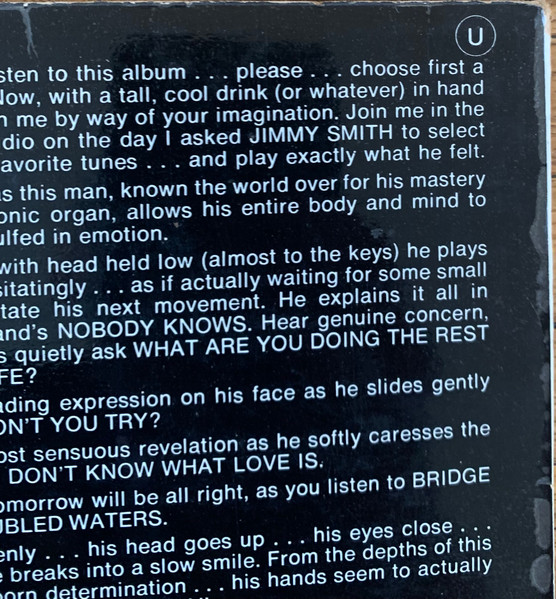 U
sten to this album . . . please . . . choose first a
Now, with a tall, cool drink (or whatever) in hand
n me by way of your imagination. Join me in the
dio on the day I asked JIMMY SMITH to select
avorite tunes . . . and play exactly what he felt.
as this man, known the world over for his mastery
onic organ, allows his entire body and mind to
ulfed in emotion.
with head held low (almost to the keys) he plays
sitatingly . . . as if actually waiting for some small
tate his next movement. He explains it all in
and's NOBODY KNOWS. Hear genuine concern,
s quietly ask WHAT ARE YOU DOING THE REST
FE?
ading expression on his face as he slides gently
ON'T YOU TRY?
ost sensuous revelation as he softly caresses the
DON'T KNOW WHAT LOVE IS.
omorrow will be all right, as you listen to BRIDGE
UBLED WATERS.
enly . . . his head goes up . . . his eyes close . . .
e breaks into a slow smile. From the depths of this
born determination . . . his hands seem to actually